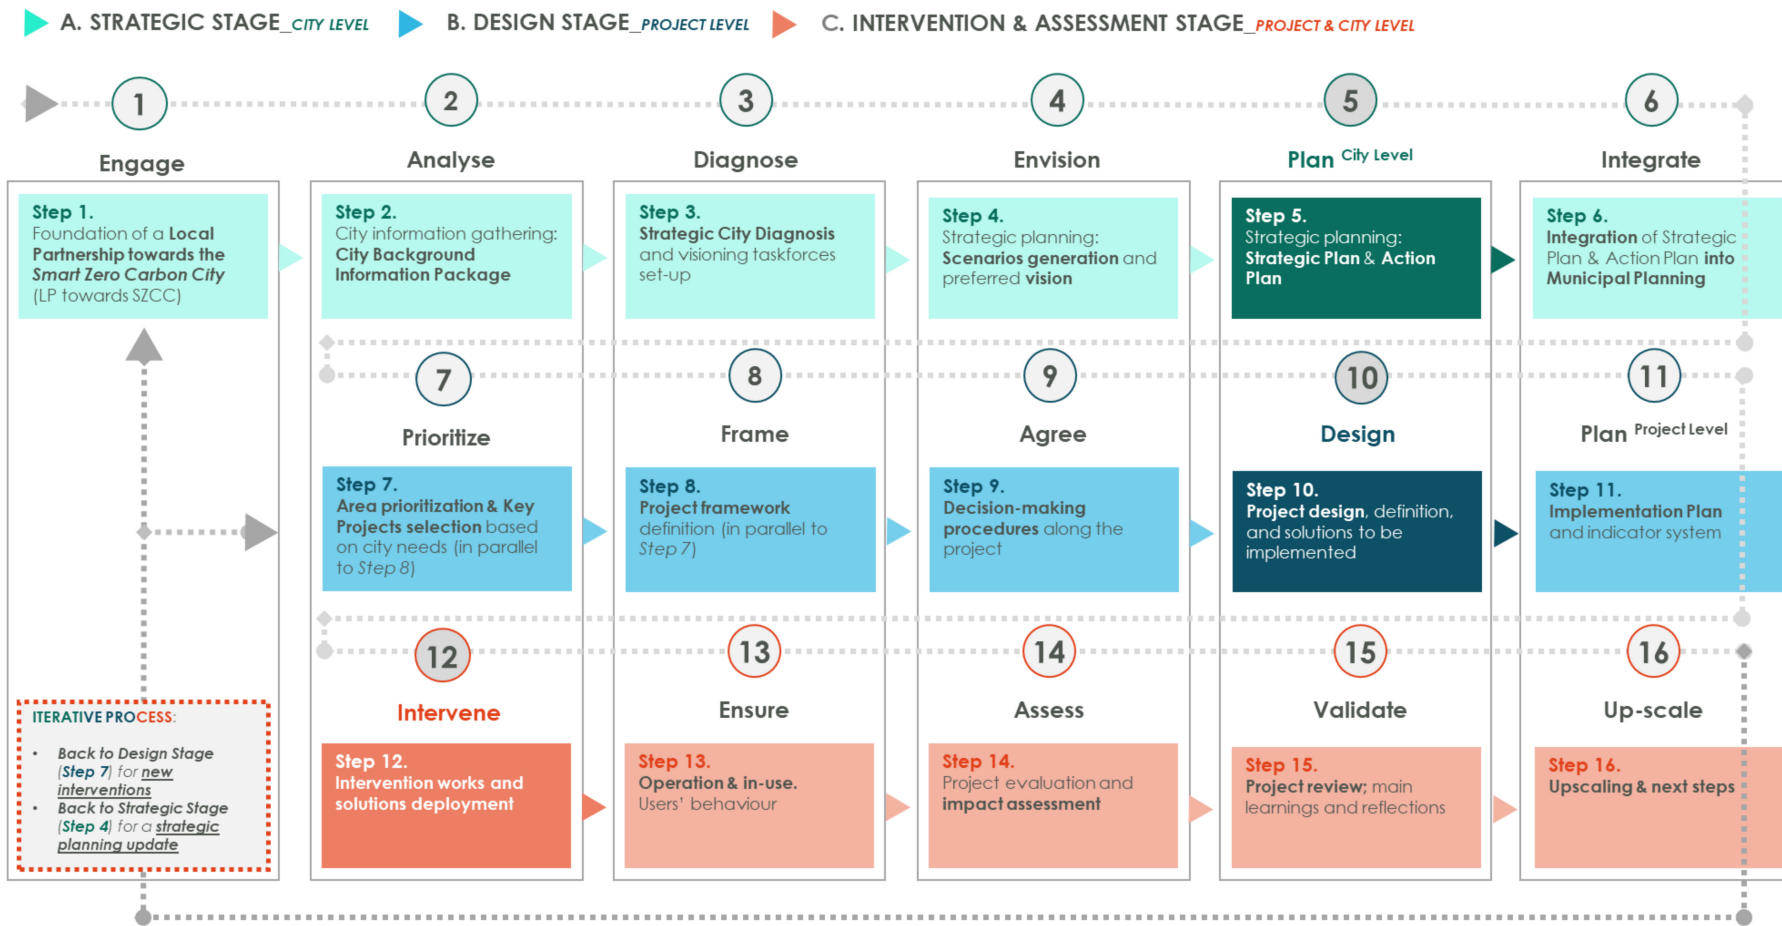 A. STRATEGIC STAGE_CITY LEVEL
B. DESIGN STAGE_PROJECT LEVEL
C. INTERVENTION & ASSESSMENT STAGE_PROJECT & CITY LEVEL
1
2
3
4
5
6
Engage
Analyse
Diagnose
Envision
Plan City Level
Integrate
Step 1.
Foundation of a Local
Partnership towards the
Smart Zero Carbon City
(LP towards SZCC)
Step 2.
City information gathering:
City Background
Information Package
Step 3.
Strategic City Diagnosis
and visioning taskforces
set-up
Step 4.
Strategic planning:
Scenarios generation and
preferred vision
Step 5.
Strategic planning:
Strategic Plan & Action
Plan
Step 6.
Integration of Strategic
Plan & Action Plan into
Municipal Planning
7
8
9
10
11
Prioritize
Frame
Agree
Design
Plan Project Level
Step 7.
Area prioritization & Key
Projects selection based
on city needs (in parallel
to Step 8)
Step 8.
Project framework
definition (in parallel to
Step 7)
Step 9.
Decision-making
procedures along the
project
Step 10.
Project design, definition,
and solutions to be
implemented
Step 11.
Implementation Plan
and indicator system
12
13
14
15
16
Intervene
Ensure
Assess
Validate
Up-scale
Step 12.
Intervention works and
solutions deployment
Step 13.
Operation & in-use.
Users' behaviour
Step 14.
Project evaluation and
impact assessment
Step 15.
Project review; main
learnings and reflections
Step 16.
Upscaling & next steps
ITERATIVE PROCESS:
• Back to Design Stage
(Step 7) for new
interventions
• Back to Strategic Stage
(Step 4) for a strategic
planning update